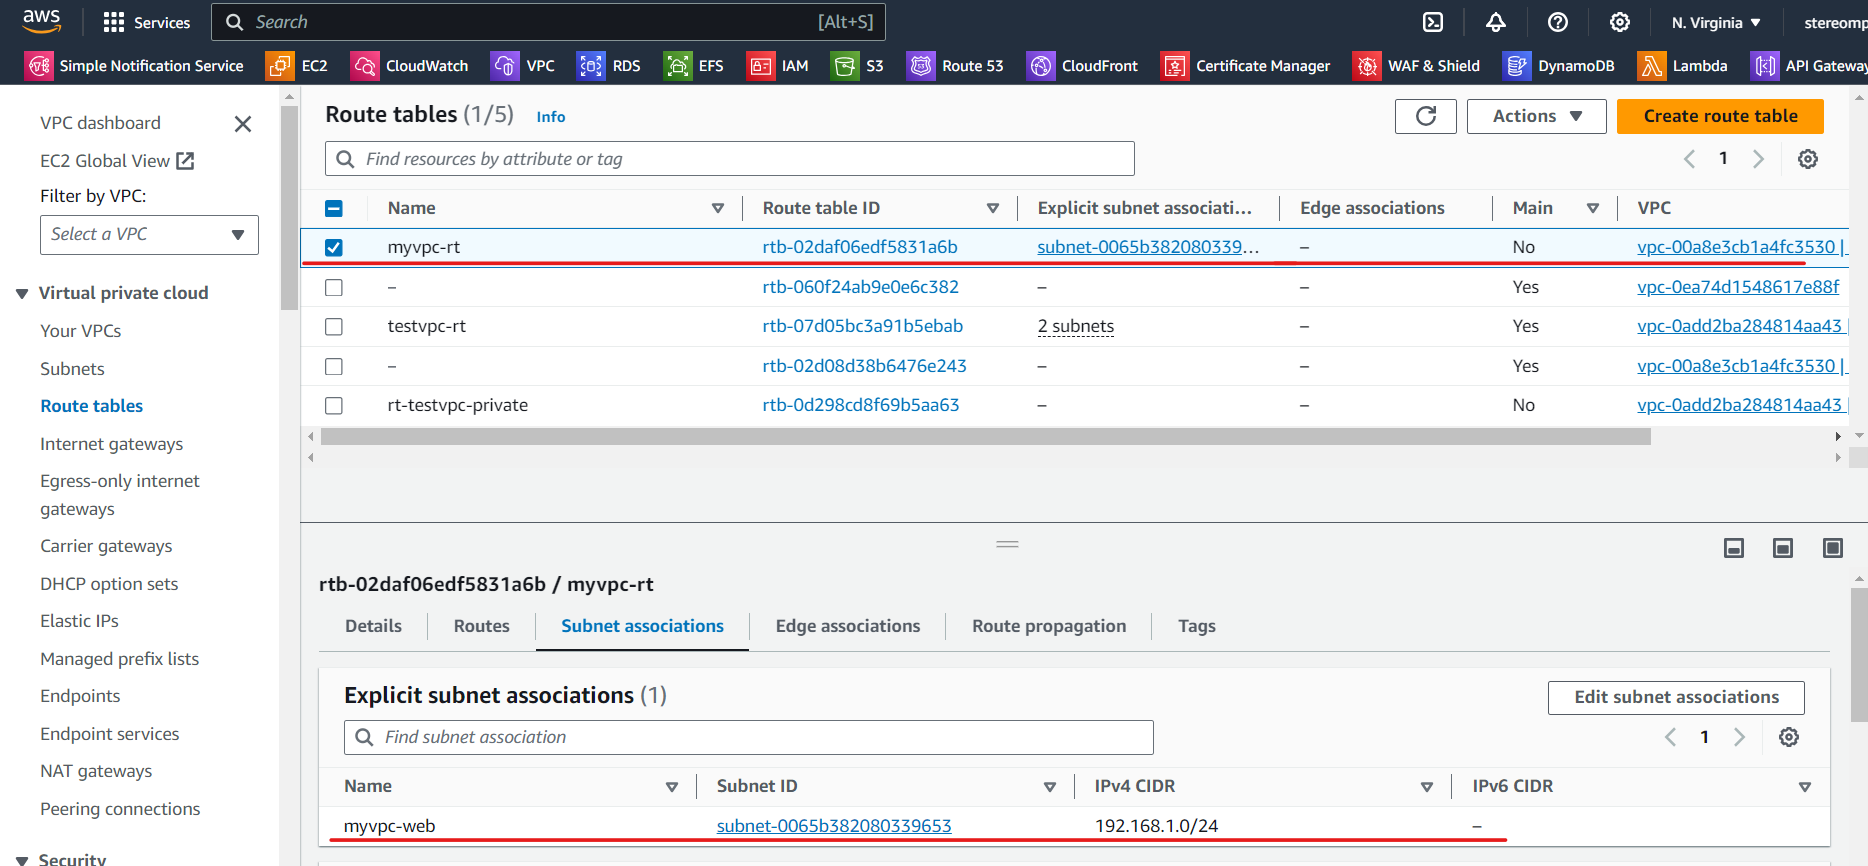 aws
Services
Search
[Alt+S]
N. Virginia
stereomp
Simple Notification Service
EC2
CloudWatch
VPC
RDS
EFS
IAM
S3
Route 53
CloudFront
Certificate Manager
WAF & Shield
DynamoDB
Lambda
API Gateway
VPC dashboard
EC2 Global View
Filter by VPC:
Select a VPC
Virtual private cloud
Your VPCs
Subnets
Route tables
Internet gateways
Egress-only internet
gateways
Carrier gateways
DHCP option sets
Elastic IPs
Managed prefix lists
Endpoints
Endpoint services
NAT gateways
Peering connections
Security
Route tables (1/5) Info
Actions
Create route table
Find resources by attribute or tag
1
Name Route table ID Explicit subnet associati... Edge associations Main VPC
myvpc-rt rtb-02daf06edf5831a6b subnet-0065b382080339... – No vpc-00a8e3cb1a4fc3530 |
– rtb-060f24ab9e0e6c382 – – Yes vpc-0ea74d1548617e88f
testvpc-rt rtb-07d05bc3a91b5ebab 2 subnets – Yes vpc-0add2ba284814aa43 |
– rtb-02d08d38b6476e243 – – Yes vpc-00a8e3cb1a4fc3530 |
rt-testvpc-private rtb-0d298cd8f69b5aa63 – – No vpc-0add2ba284814aa43 |
rtb-02daf06edf5831a6b / myvpc-rt
Details
Routes
Subnet associations
Edge associations
Route propagation
Tags
Explicit subnet associations (1)
Edit subnet associations
Find subnet association
1
Name Subnet ID IPv4 CIDR IPv6 CIDR
myvpc-web subnet-0065b382080339653 192.168.1.0/24 –